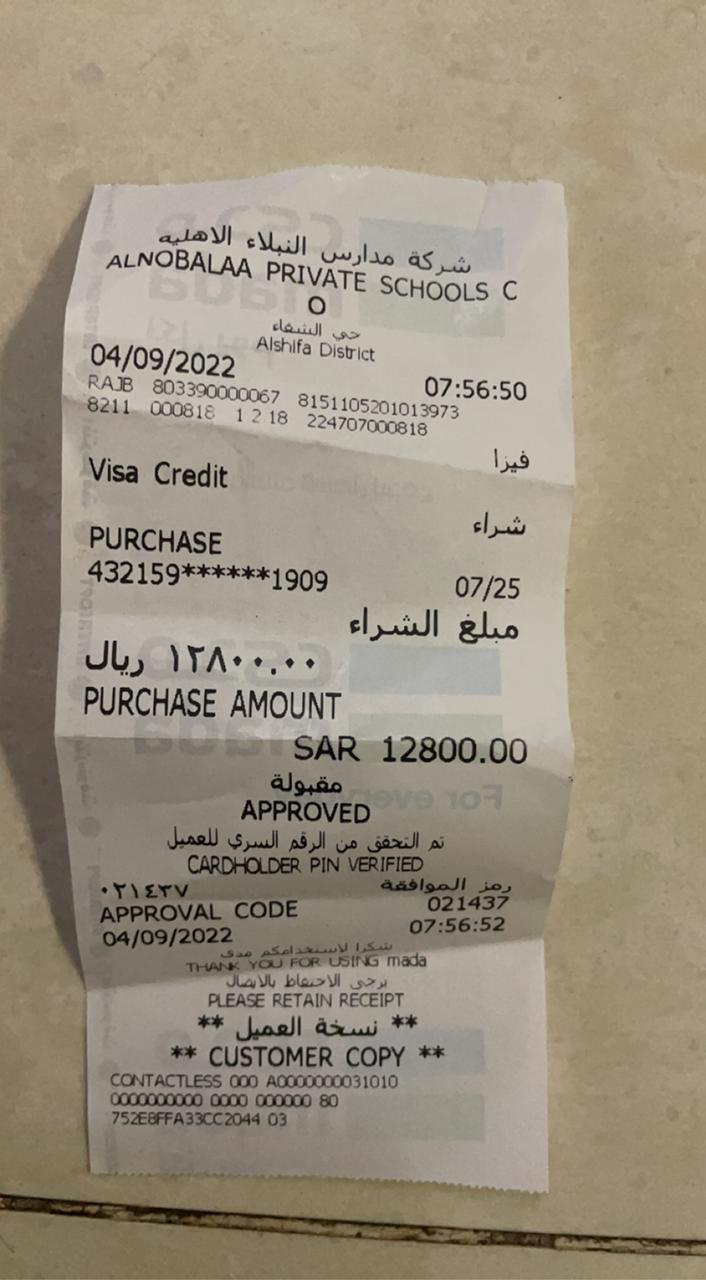 شركة مدارس النبلاء الاهليه
ALNOBALAA PRIVATE SCHOOLS C
O
حي الشفاء
Alshifa District
04/09/2022 07:56:50
RAJB 803390000067 8151105201013973
8211 000818 1.2.18 224707000818
فيزا
Visa Credit
شراء
PURCHASE
432159******1909 07/25
مبلغ الشراء
١٢٨٠٠.٠٠ ريال
PURCHASE AMOUNT
SAR 12800.00
مقبولة
APPROVED
تم التحقق من الرقم السري للعميل
CARDHOLDER PIN VERIFIED
رمز الموافقة ٠٢١٤٣٧
APPROVAL CODE 021437
04/09/2022 07:56:52
شكرا لاستخدامكم مدى
THANK YOU FOR USING mada
يرجى الاحتفاظ بالايصال
PLEASE RETAIN RECEIPT
** نسخة العميل **
** CUSTOMER COPY **
CONTACTLESS 000 A0000000031010
0000000000 0000 000000 80
752E8FFA33CC2044 03